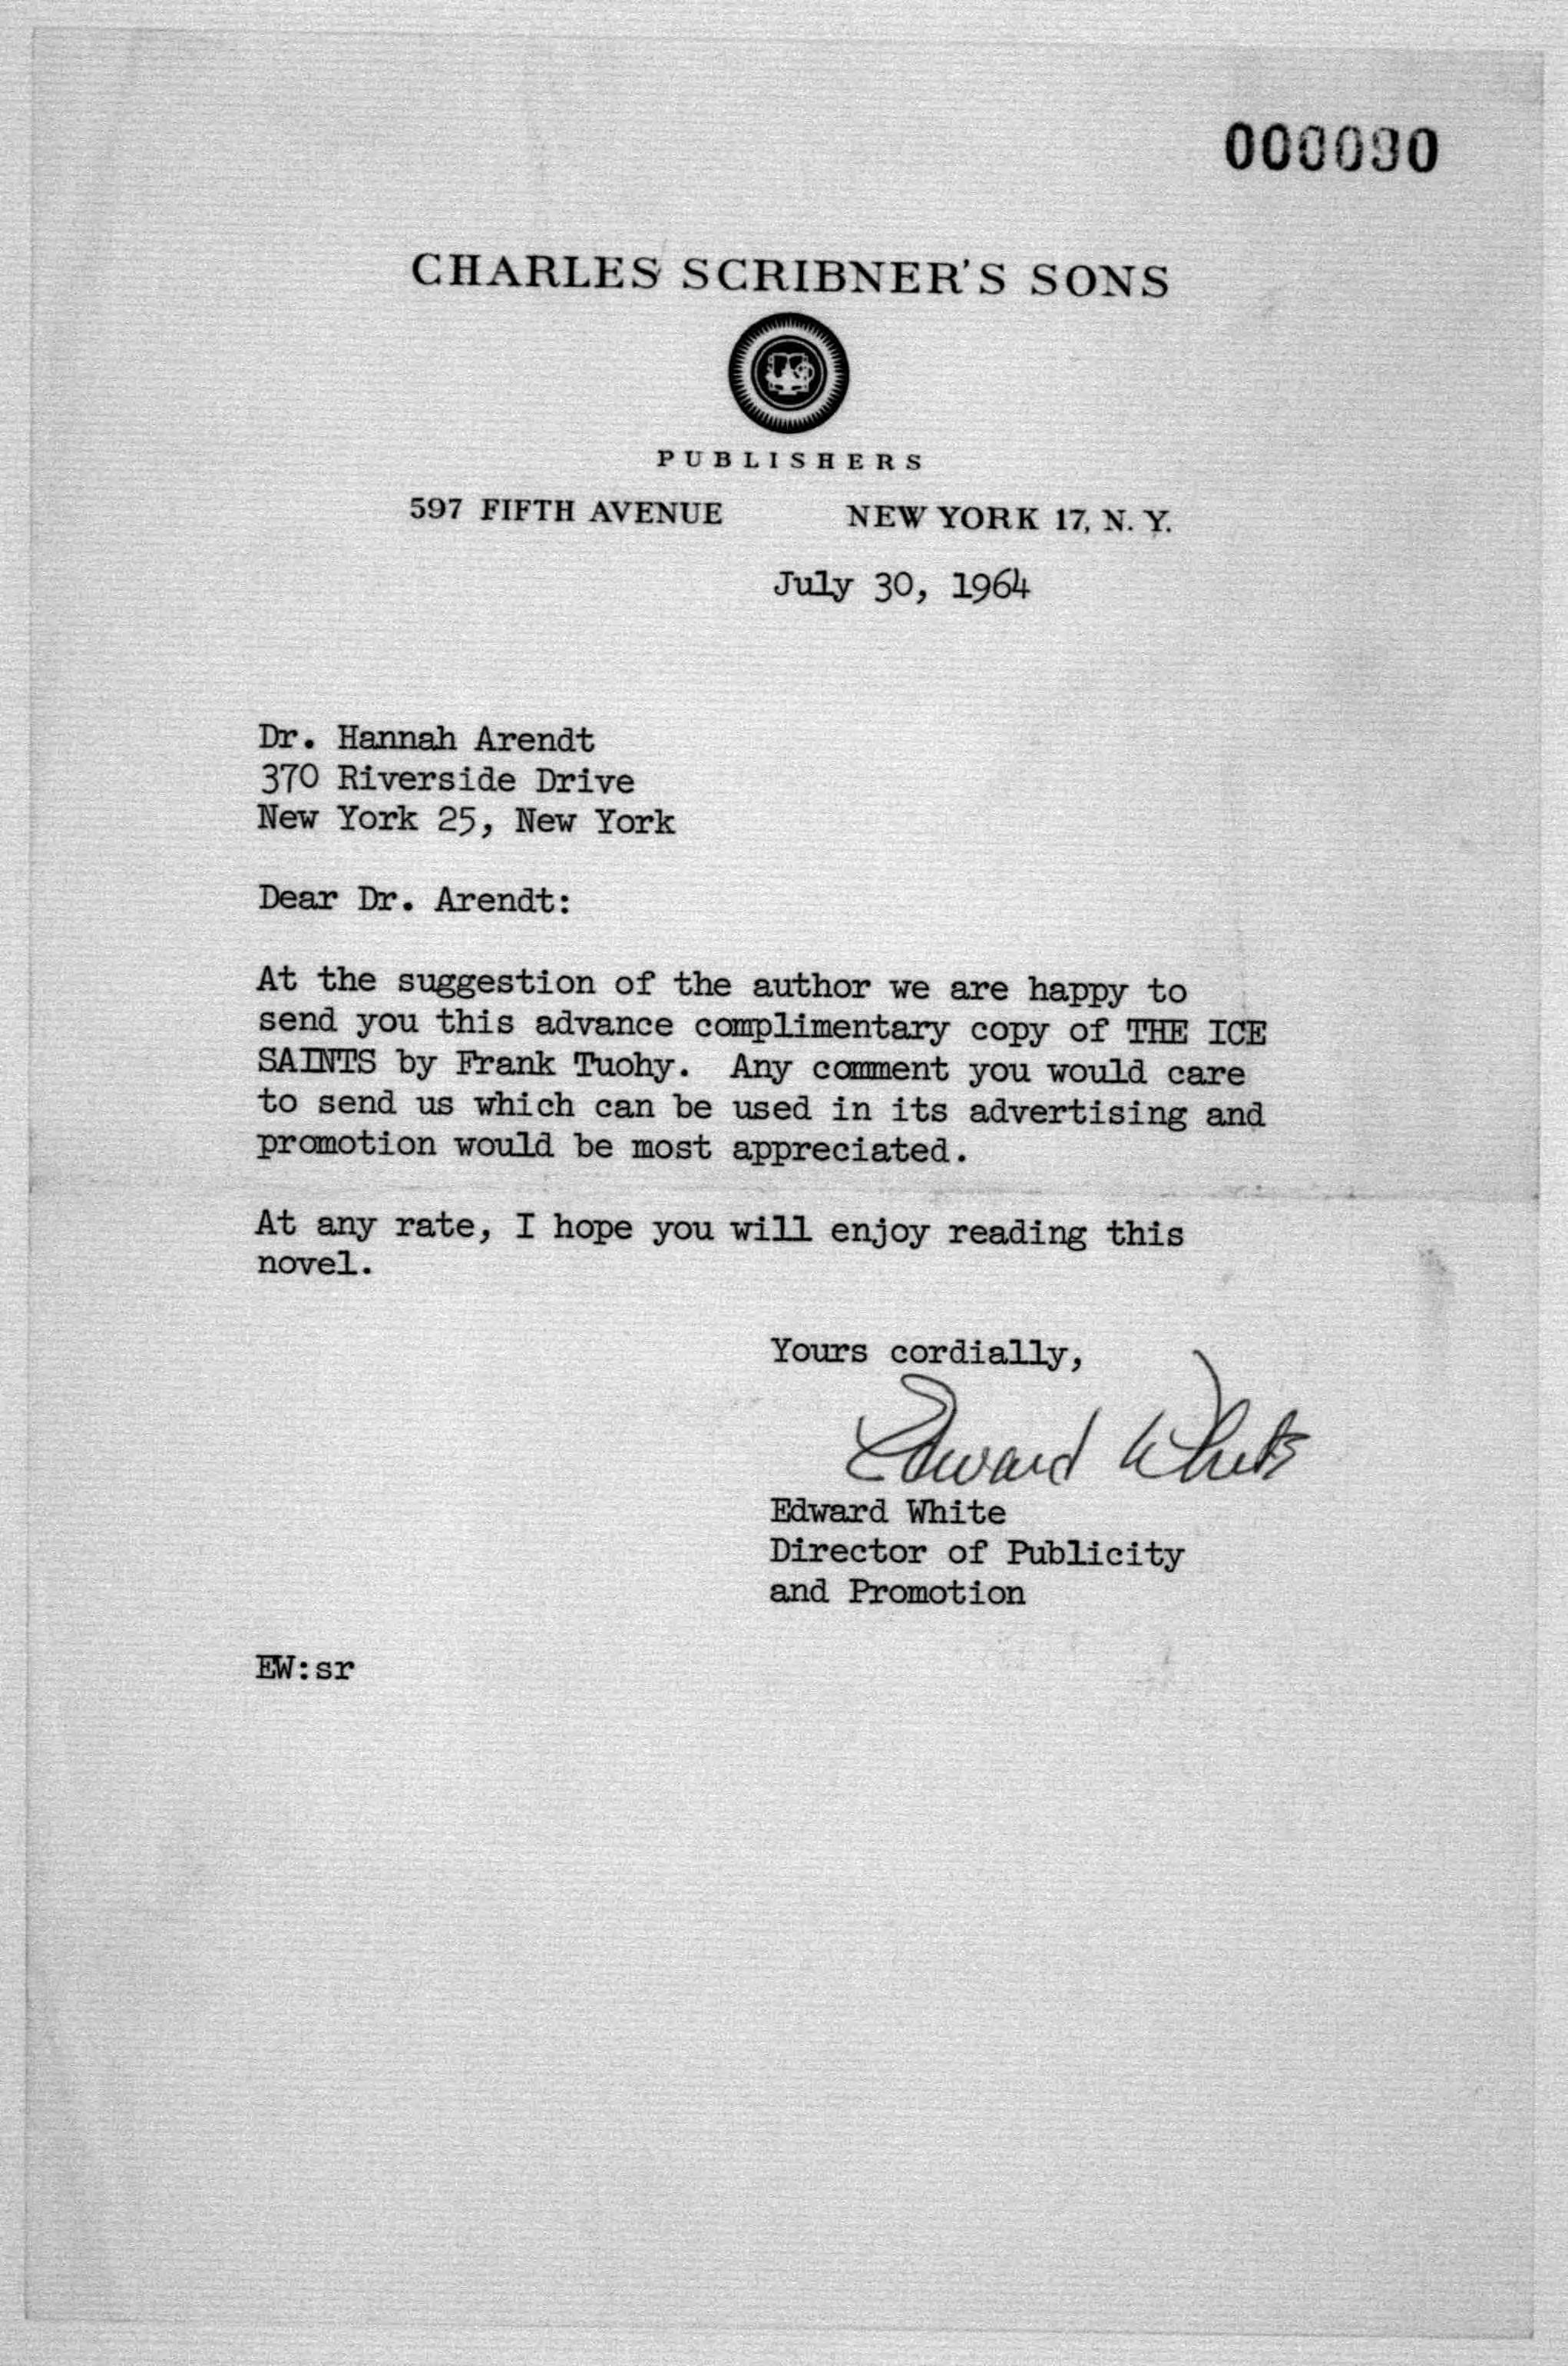 000090
CHARLES SCRIBNER'S SONS
PUBLISHERS
597 FIFTH AVENUE NEW YORK 17, N. Y.
July 30, 1964
Dr. Hannah Arendt
370 Riverside Drive
New York 25, New York
Dear Dr. Arendt:
At the suggestion of the author we are happy to
send you this advance complimentary copy of THE ICE
SAINTS by Frank Tuohy. Any comment you would care
to send us which can be used in its advertising and
promotion would be most appreciated.
At any rate, I hope you will enjoy reading this
novel.
Yours cordially,
Edward White
Edward White
Director of Publicity
and Promotion
EW:sr